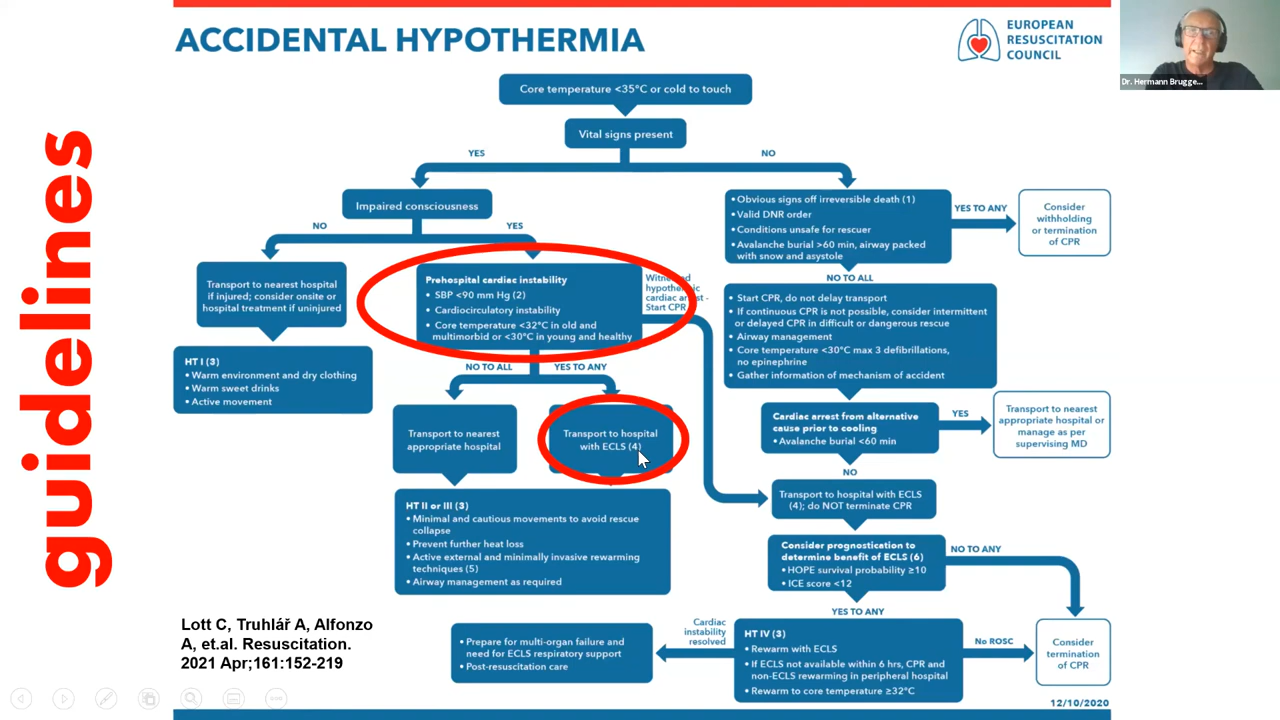 ACCIDENTAL HYPOTHERMIA
EUROPEAN
RESUSCITATION
COUNCIL
Dr. Hermann Brugge...
guidelines
Core temperature <35°C or cold to touch
Vital signs present
YES
NO
Impaired consciousness
NO
YES
Transport to nearest hospital
if injured; consider onsite or
hospital treatment if uninjured
HT I (3)
• Warm environment and dry clothing
• Warm sweet drinks
• Active movement
Prehospital cardiac instability
• SBP <90 mm Hg (2)
• Cardiocirculatory instability
• Core temperature <32°C in old and
multimorbid or <30°C in young and healthy
hypothermic
cardiac arrest -
Start CPR
NO TO ALL
YES TO ANY
Transport to nearest
appropriate hospital
Transport to hospital
with ECLS (4)
HT II or III (3)
• Minimal and cautious movements to avoid rescue
collapse
• Prevent further heat loss
• Active external and minimally invasive rewarming
techniques (5)
• Airway management as required
• Obvious signs off irreversible death (1)
• Valid DNR order
• Conditions unsafe for rescuer
• Avalanche burial >60 min, airway packed
with snow and asystole
YES TO ANY
Consider
withholding
or termination
of CPR
NO TO ALL
• Start CPR, do not delay transport
• If continuous CPR is not possible, consider intermittent
or delayed CPR in difficult or dangerous rescue
• Airway management
• Core temperature <30°C max 3 defibrillations,
no epinephrine
• Gather information of mechanism of accident
Cardiac arrest from alternative
cause prior to cooling
• Avalanche burial <60 min
YES
Transport to nearest
appropriate hospital or
manage as per
supervising MD
NO
Transport to hospital with ECLS
(4); do NOT terminate CPR
Consider prognostication to
determine benefit of ECLS (6)
• HOPE survival probability ≥10
• ICE score <12
NO TO ANY
YES TO ANY
HT IV (3)
• Rewarm with ECLS
• If ECLS not available within 6 hrs, CPR and
non-ECLS rewarming in peripheral hospital
• Rewarm to core temperature ≥32°C
No ROSC
Consider
termination
of CPR
Cardiac
instability
resolved
• Prepare for multi-organ failure and
need for ECLS respiratory support
• Post-resuscitation care
Lott C, Truhlář A, Alfonzo
A, et.al. Resuscitation.
2021 Apr;161:152-219
12/10/2020